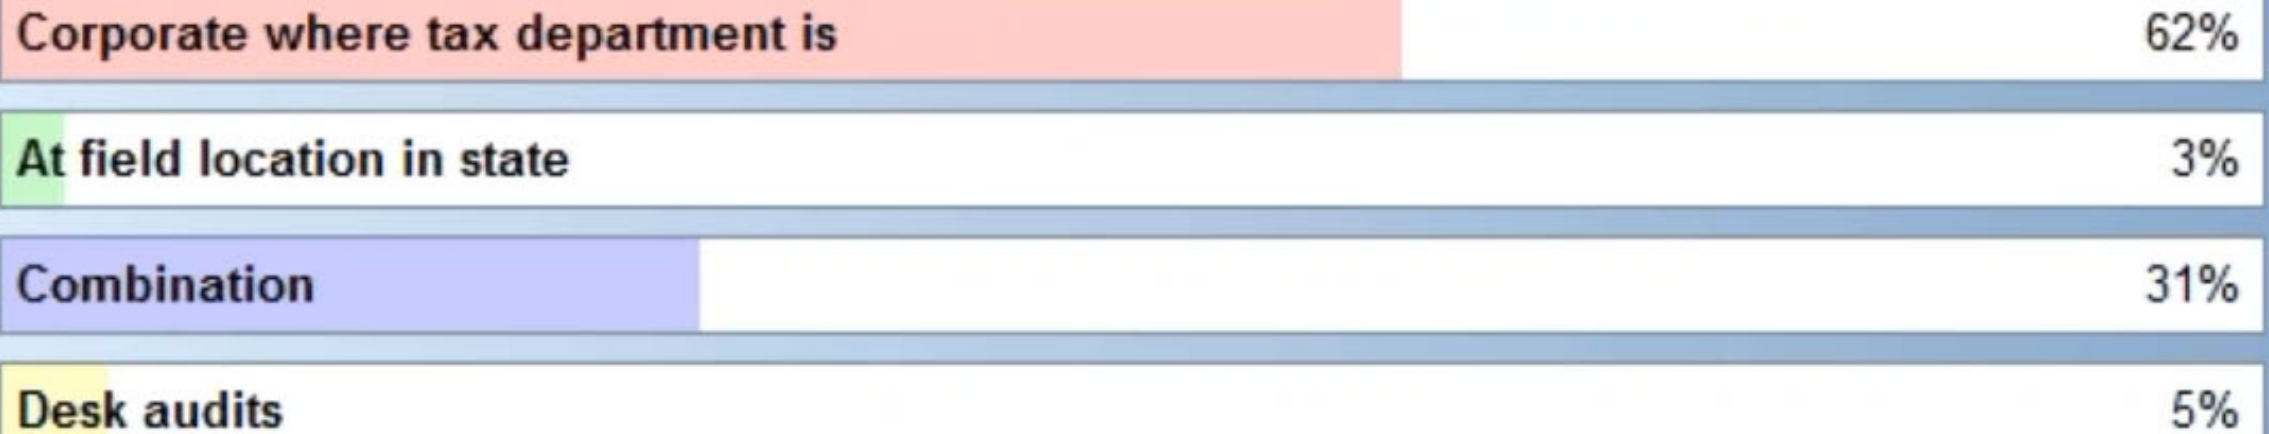 Corporate where tax department is 62%
At field location in state 3%
Combination 31%
Desk audits 5%